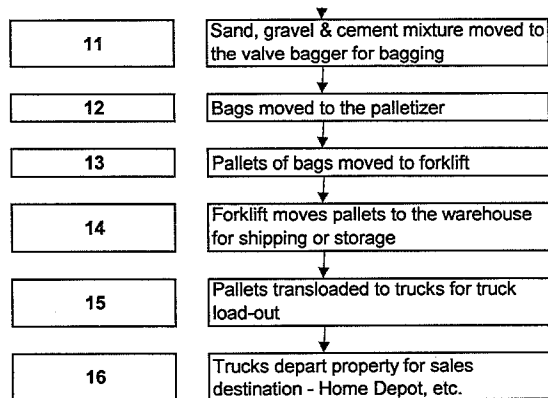 11
Sand, gravel & cement mixture moved to
the valve bagger for bagging
12
Bags moved to the palletizer
13
Pallets of bags moved to forklift
14
Forklift moves pallets to the warehouse
for shipping or storage
15
Pallets transloaded to trucks for truck
load-out
16
Trucks depart property for sales
destination - Home Depot, etc.